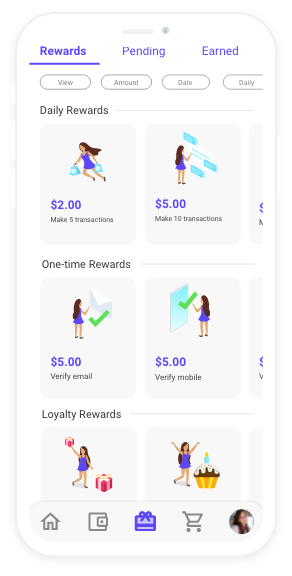 Rewards Pending Earned
View Amount Date Daily
Daily Rewards
$2.00 $5.00
Make 5 transactions Make 10 transactions
One-time Rewards
$5.00 $5.00
Verify email Verify mobile
Loyalty Rewards